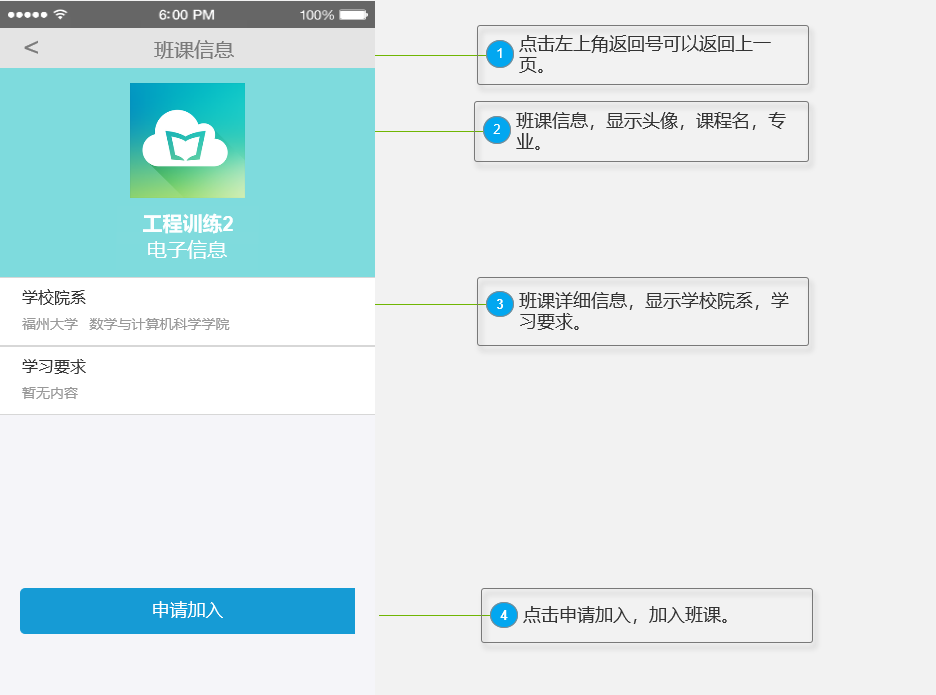 6:00 PM 100%
< 班课信息
工程训练2
电子信息
学校院系
福州大学 数学与计算机科学学院
学习要求
暂无内容
申请加入
1 点击左上角返回号可以返回上一
页。
2 班课信息，显示头像，课程名，专
业。
3 班课详细信息，显示学校院系，学
习要求。
4 点击申请加入，加入班课。